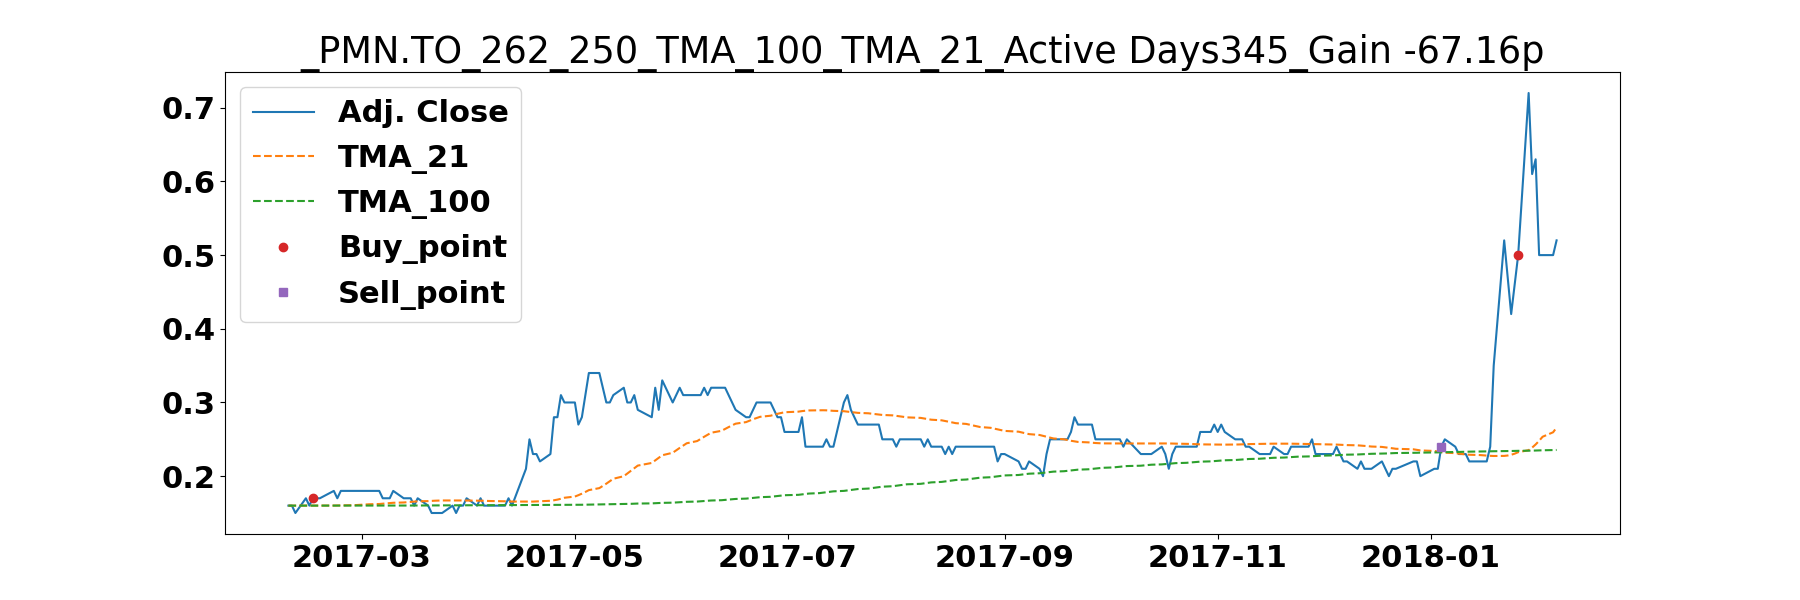 _PMN.TO_262_250_TMA_100_TMA_21_Active Days345_Gain -67.16p
0.7
0.6
0.5
0.4
0.3
0.2
Adj. Close
TMA_21
TMA_100
Buy_point
Sell_point
2017-03 2017-05 2017-07 2017-09 2017-11 2018-01